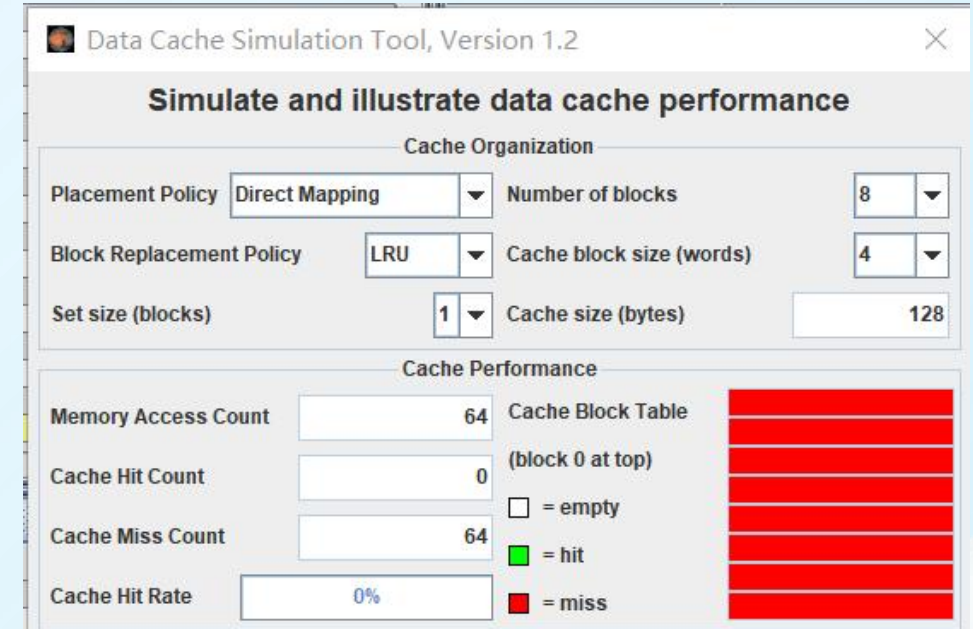 Data Cache Simulation Tool, Version 1.2
Simulate and illustrate data cache performance
Cache Organization
Placement Policy Direct Mapping Number of blocks 8
Block Replacement Policy LRU Cache block size (words) 4
Set size (blocks) 1 Cache size (bytes) 128
Cache Performance
Memory Access Count 64 Cache Block Table
(block 0 at top)
Cache Hit Count 0
= empty
Cache Miss Count 64
= hit
Cache Hit Rate 0%
= miss